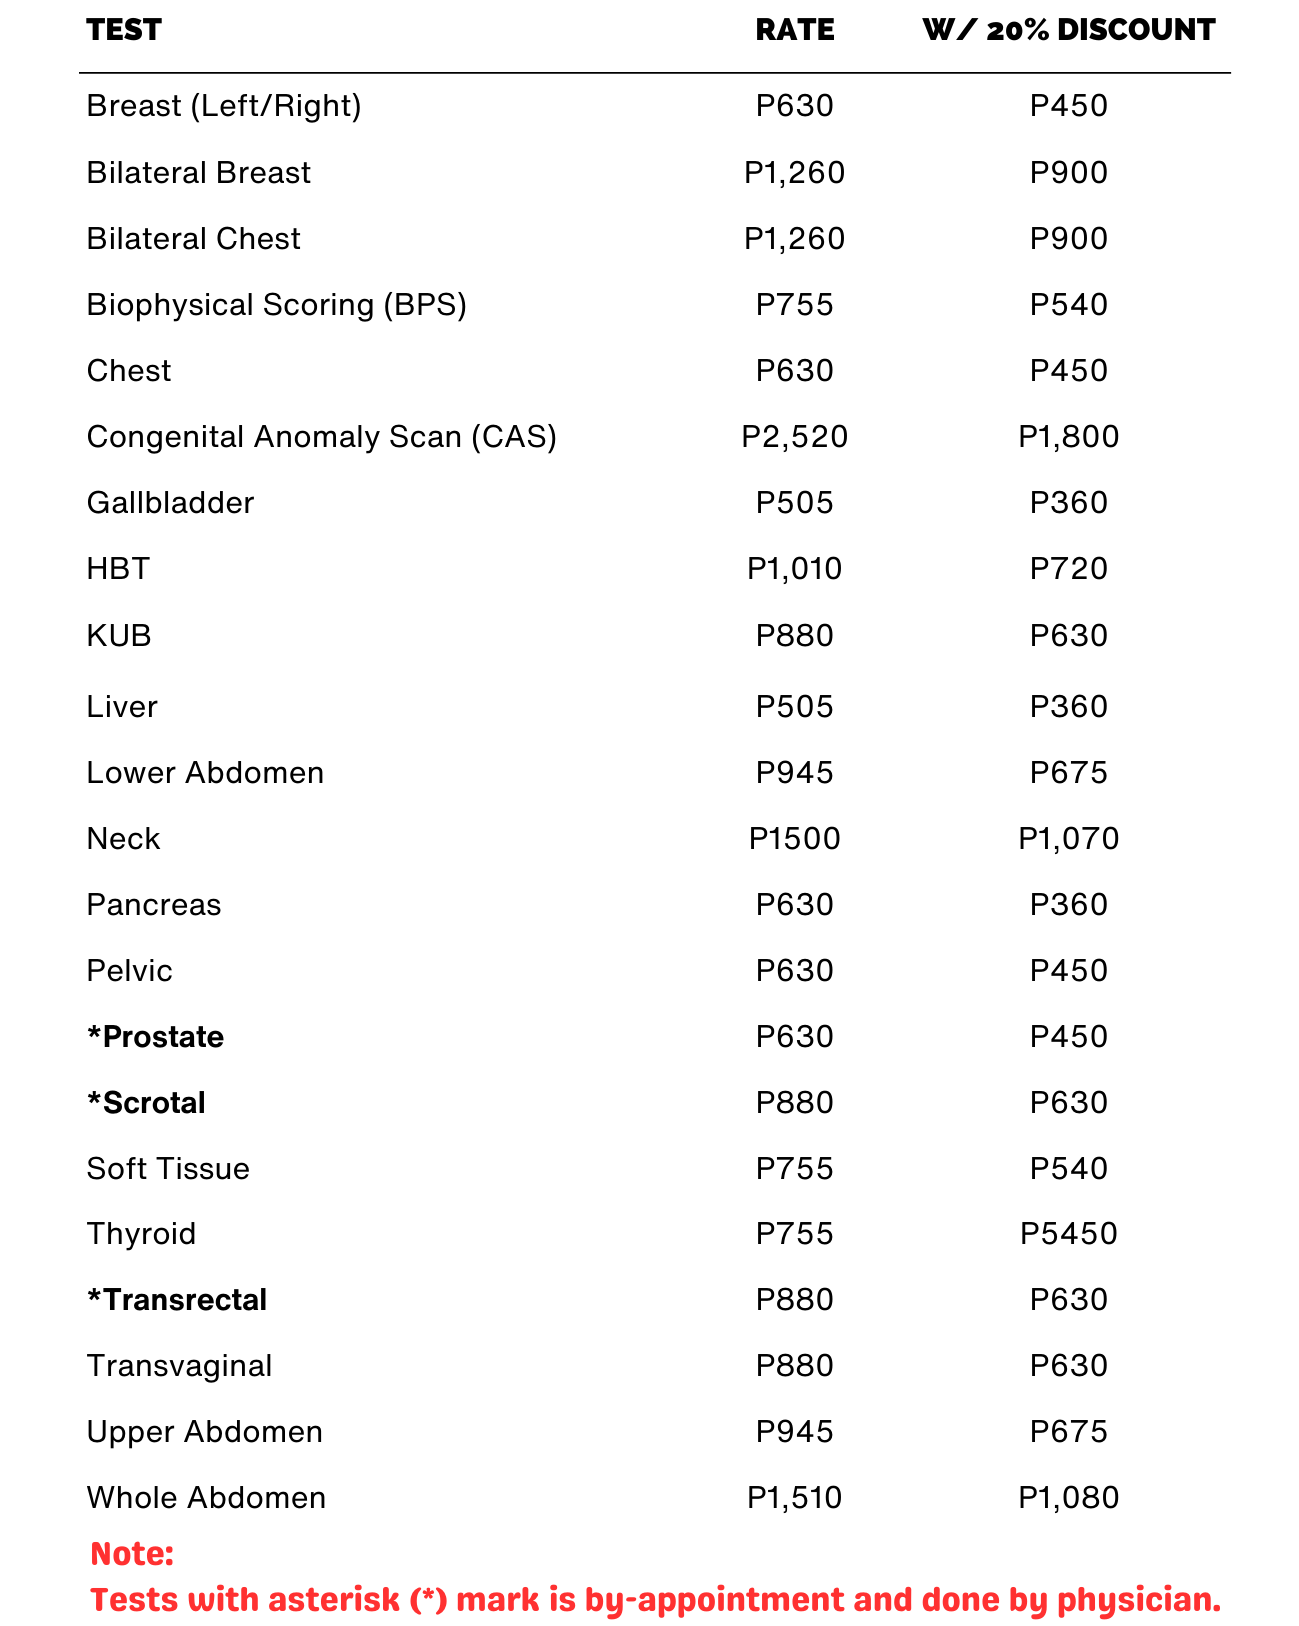 TEST RATE W/ 20% DISCOUNT
Breast (Left/Right) P630 P450
Bilateral Breast P1,260 P900
Bilateral Chest P1,260 P900
Biophysical Scoring (BPS) P755 P540
Chest P630 P450
Congenital Anomaly Scan (CAS) P2,520 P1,800
Gallbladder P505 P360
HBT P1,010 P720
KUB P880 P630
Liver P505 P360
Lower Abdomen P945 P675
Neck P1500 P1,070
Pancreas P630 P360
Pelvic P630 P450
*Prostate P630 P450
*Scrotal P880 P630
Soft Tissue P755 P540
Thyroid P755 P5450
*Transrectal P880 P630
Transvaginal P880 P630
Upper Abdomen P945 P675
Whole Abdomen P1,510 P1,080
Note:
Tests with asterisk (*) mark is by-appointment and done by physician.